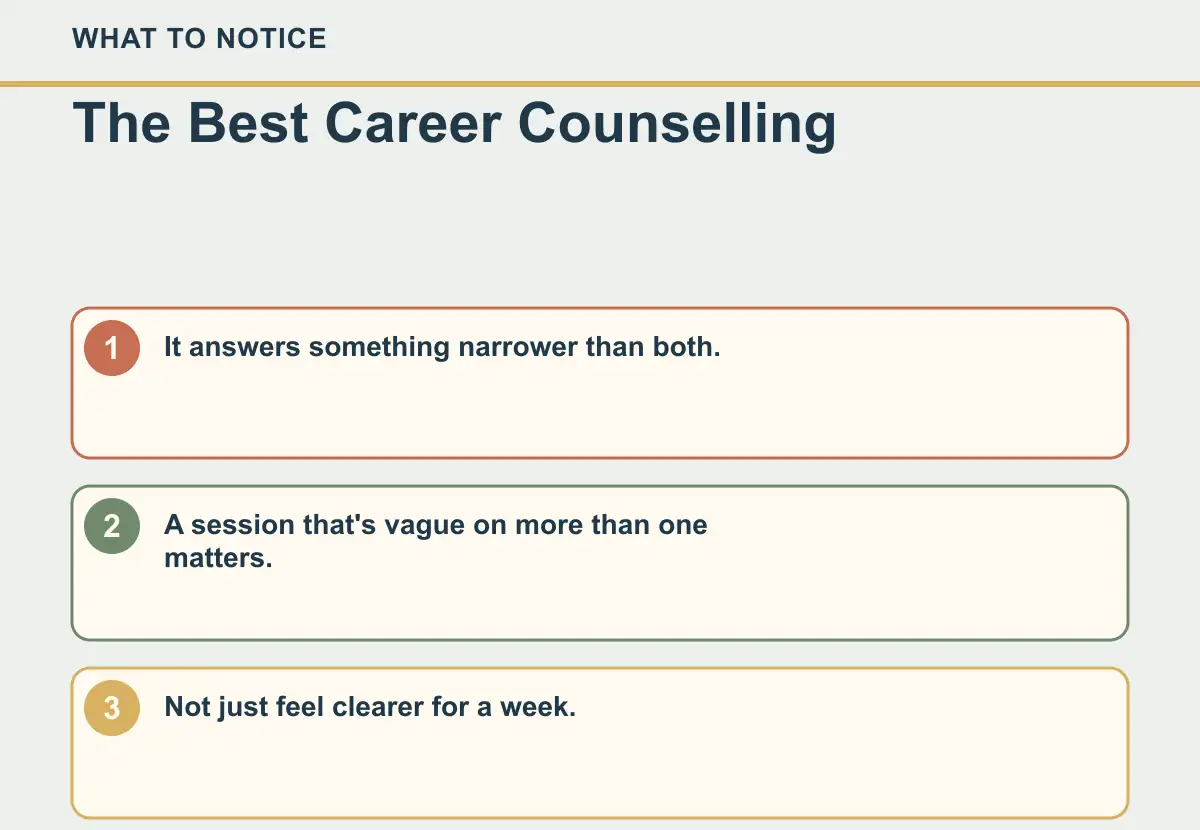 WHAT TO NOTICE
The Best Career Counselling
1 It answers something narrower than both.
2 A session that's vague on more than one
matters.
3 Not just feel clearer for a week.